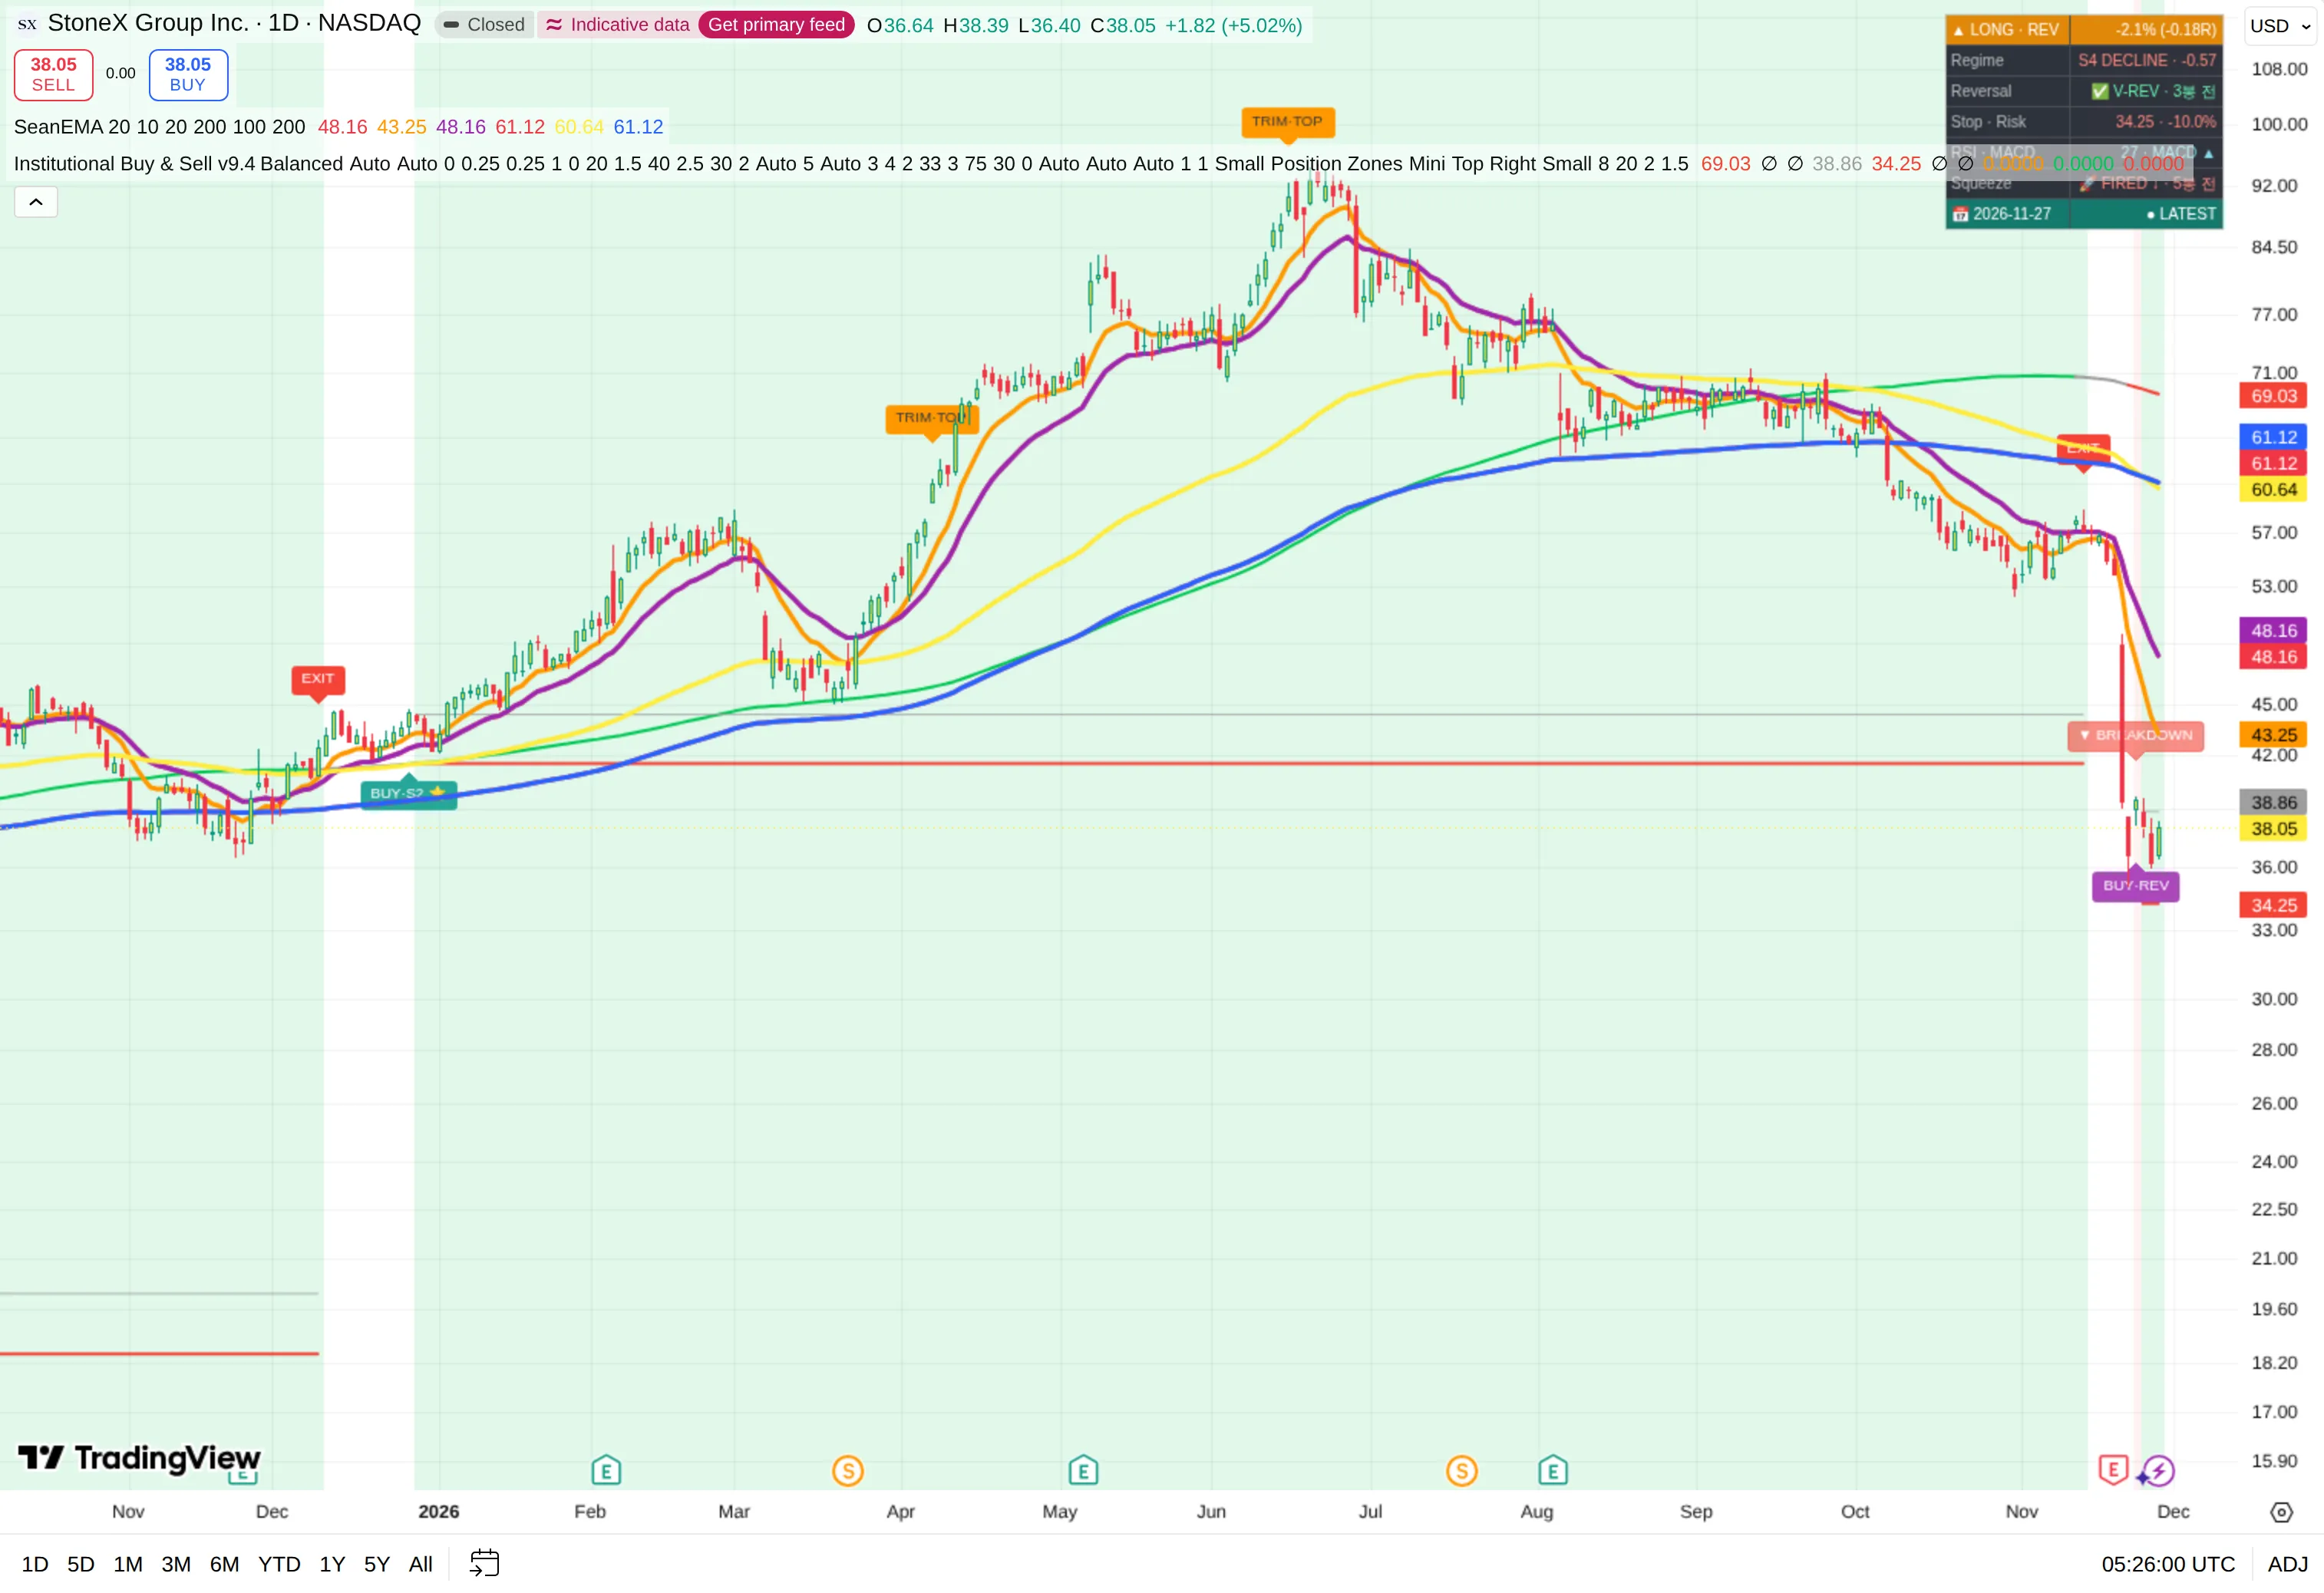 SX StoneX Group Inc. · 1D · NASDAQ Closed Indicative data Get primary feed O36.64 H38.39 L36.40 C38.05 +1.82 (+5.02%)
38.05 SELL 0.00 38.05 BUY
SeanEMA 20 10 20 200 100 200 48.16 43.25 48.16 61.12 60.64 61.12
Institutional Buy & Sell v9.4 Balanced Auto Auto 0 0.25 0.25 1 0 20 1.5 40 2.5 30 2 Auto 5 Auto 3 4 2 33 3 75 30 0 Auto Auto Auto 1 1 Small Position Zones Mini Top Right Small 8 20 2 1.5 69.03 ∅ ∅ 38.86 34.25 ∅ ∅ 0.0000 0.0000 0.0000
▲ LONG · REV -2.1% (-0.18R)
Regime S4 DECLINE · -0.57
Reversal ✅ V-REV · 3봉 전
Stop · Risk 34.25 · -10.0%
RSI · MACD 27 · MACD ▲
Squeeze 🚀 FIRED ↓ · 5봉 전
📅 2026-11-27 ● LATEST
USD
108.00
100.00
92.00
84.50
77.00
71.00
69.03
61.12
61.12
60.64
57.00
53.00
48.16
48.16
45.00
43.25
42.00
38.86
38.05
36.00
34.25
33.00
30.00
28.00
26.00
24.00
22.50
21.00
19.60
18.20
17.00
15.90
TRIM·TOP
TRIM·TOP
EXIT
EXIT
BUY·S2 ⭐
▼ BREAKDOWN
BUY·REV
TradingView
E E S E S E E
Nov Dec 2026 Feb Mar Apr May Jun Jul Aug Sep Oct Nov Dec
1D 5D 1M 3M 6M YTD 1Y 5Y All 05:26:00 UTC ADJ